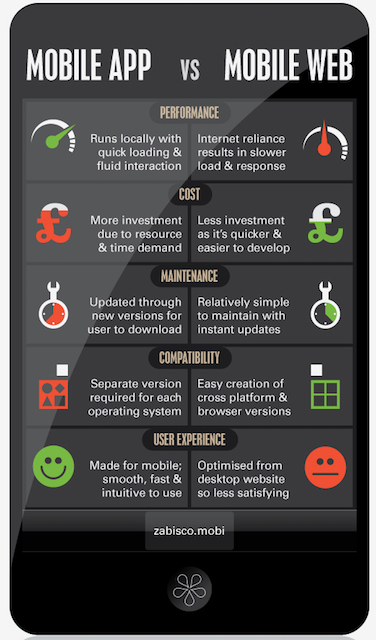 MOBILE APP VS MOBILE WEB
PERFORMANCE
Runs locally with
quick loading &
fluid interaction
Internet reliance
results in slower
load & response
COST
£
More investment
due to resource
& time demand
Less investment
as it's quicker &
easier to develop
£
MAINTENANCE
Updated through
new versions for
user to download
Relatively simple
to maintain with
instant updates
COMPATIBILITY
Separate version
required for each
operating system
Easy creation of
cross platform &
browser versions
USER EXPERIENCE
Made for mobile;
smooth, fast &
intuitive to use
Optimised from
desktop website
so less satisfying
zabisco.mobi